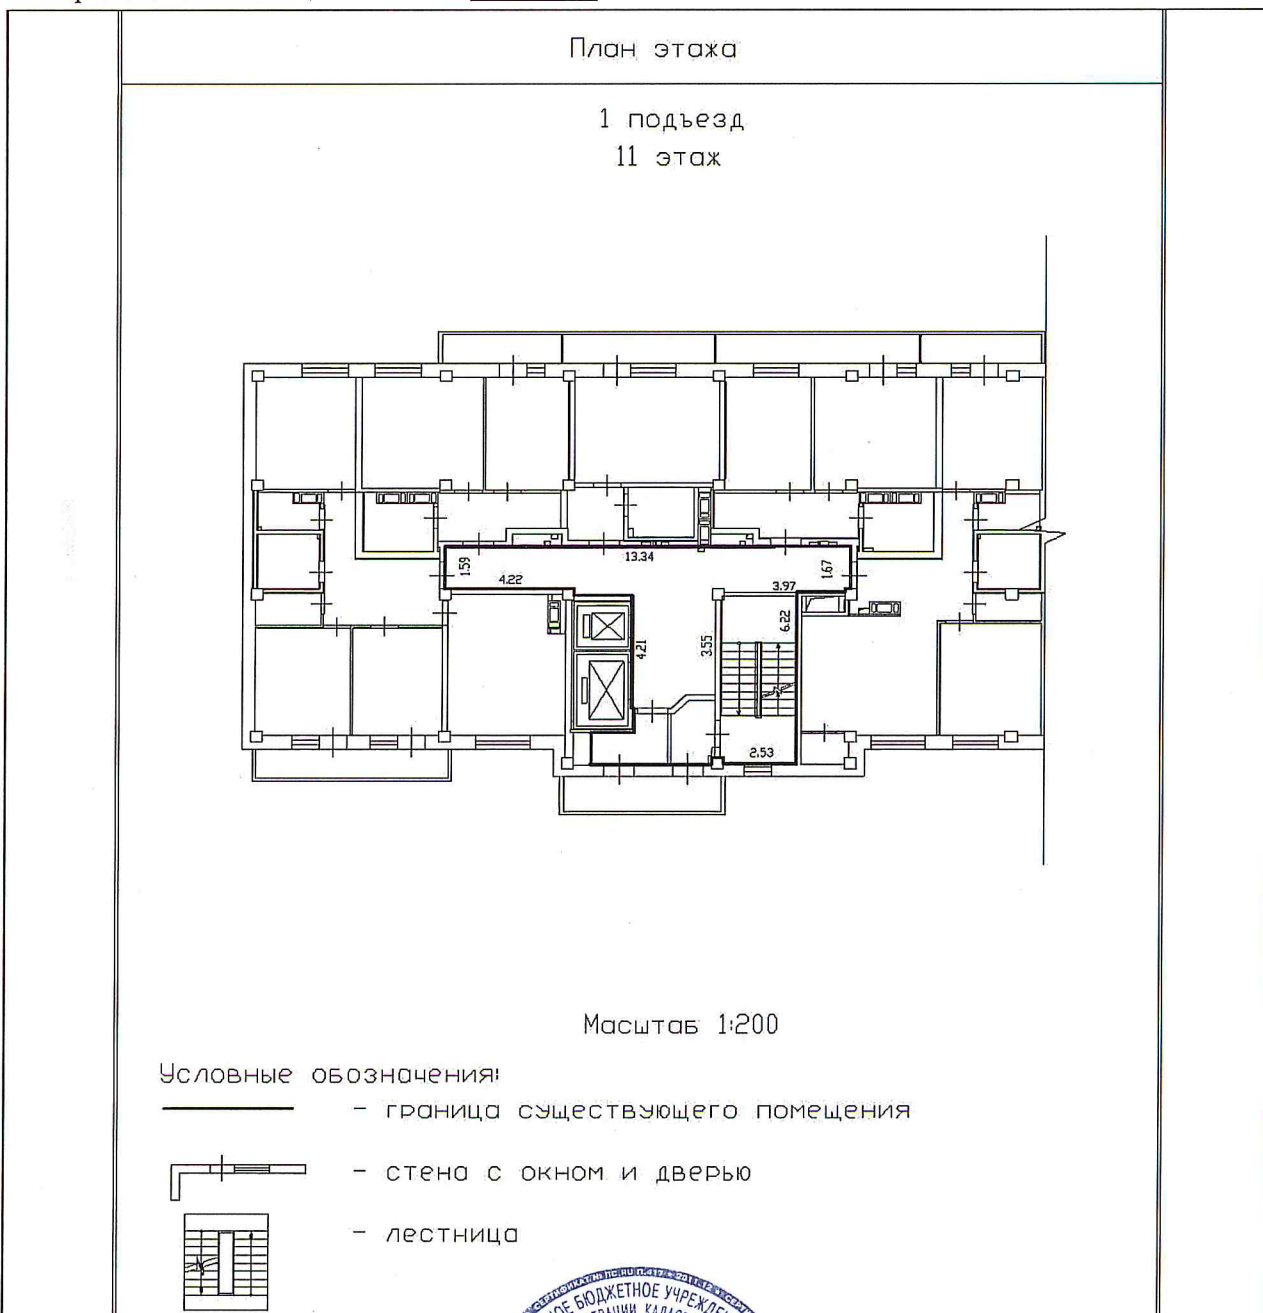 План этажа
1 подъезд
11 этаж
13.34
1.59
4.22
1.67
3.97
6.22
4.21
3.55
2.53
Масштаб 1:200
Условные обозначения:
- граница существующего помещения
- стена с окном и дверью
- лестница
БЮДЖЕТНОЕ